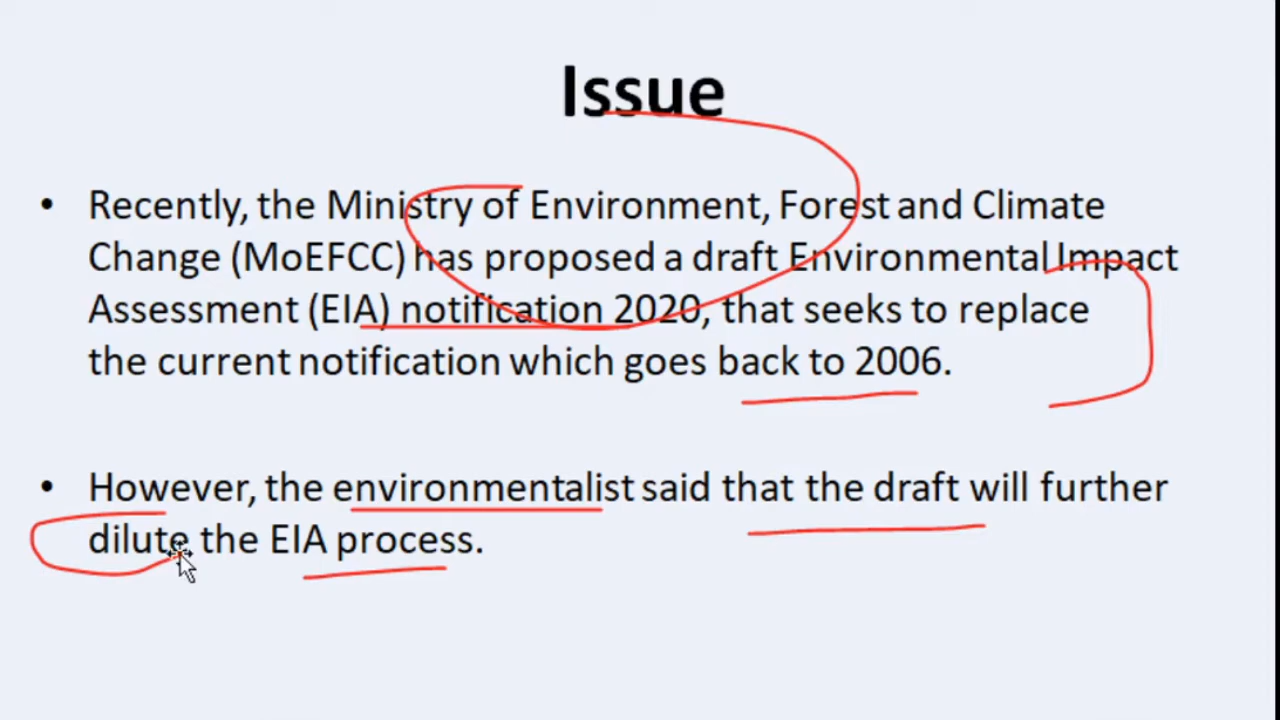 Issue
• Recently, the Ministry of Environment, Forest and Climate
Change (MoEFCC) has proposed a draft Environmental Impact
Assessment (EIA) notification 2020, that seeks to replace
the current notification which goes back to 2006.
• However, the environmentalist said that the draft will further
dilute the EIA process.